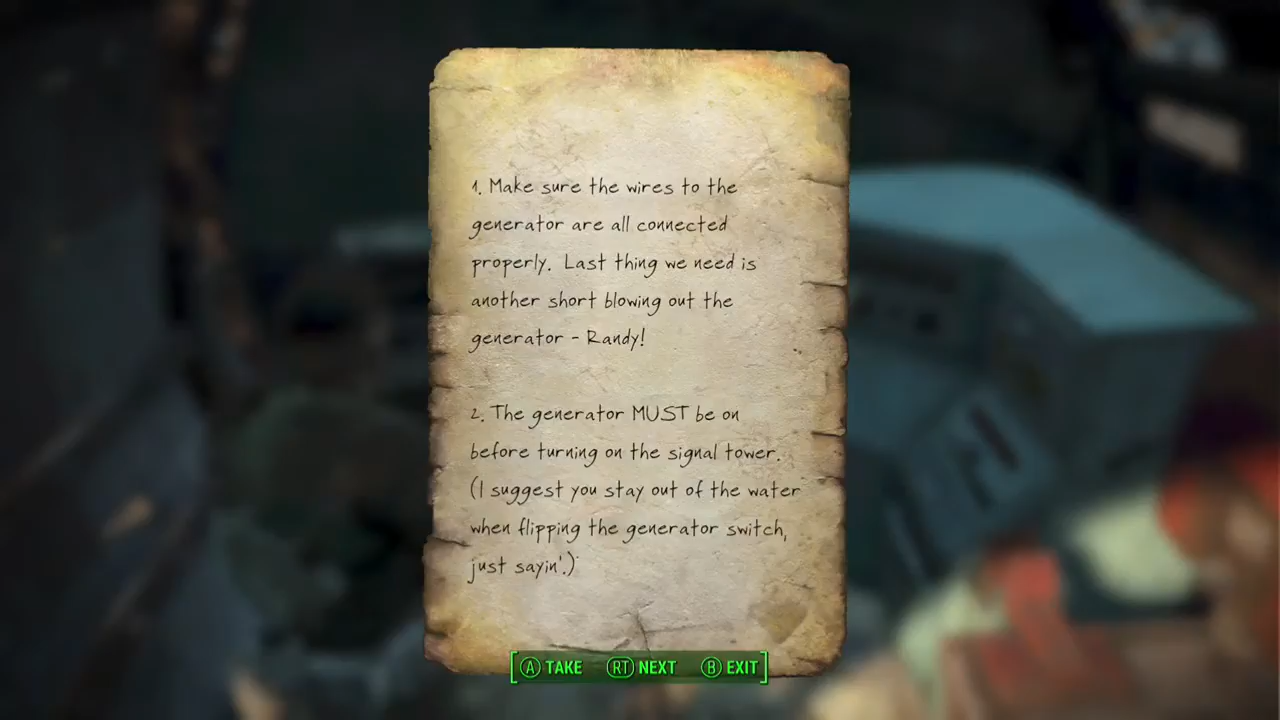 1. Make sure the wires to the
generator are all connected
properly. Last thing we need is
another short blowing out the
generator - Randy!
2. The generator MUST be on
before turning on the signal tower.
(I suggest you stay out of the water
when flipping the generator switch,
just sayin'.)
A TAKE RT NEXT B EXIT